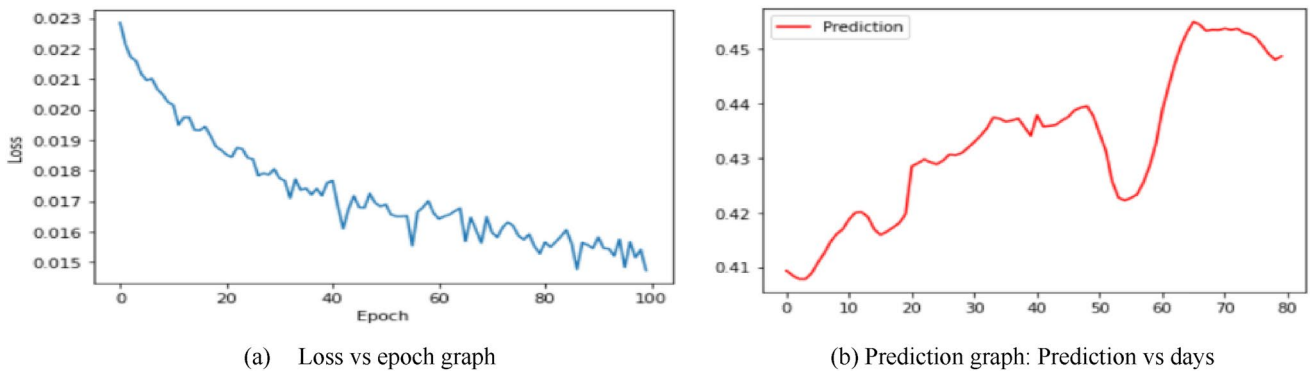 0.023
0.022
0.021
0.020
0.019
0.018
0.017
0.016
0.015
Loss
0 20 40 60 80 100
Epoch
(a) Loss vs epoch graph
Prediction
0.45
0.44
0.43
0.42
0.41
0 10 20 30 40 50 60 70 80
(b) Prediction graph: Prediction vs days